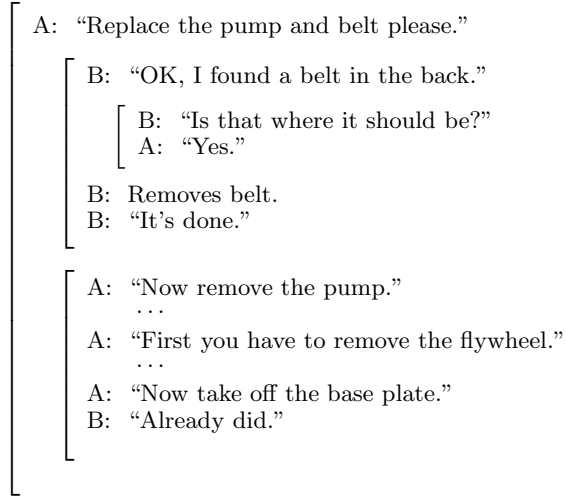 A: “Replace the pump and belt please.”
B: “OK, I found a belt in the back.”
B: “Is that where it should be?”
A: “Yes.”
B: Removes belt.
B: “It’s done.”
A: “Now remove the pump.”
...
A: “First you have to remove the flywheel.”
...
A: “Now take off the base plate.”
B: “Already did.”